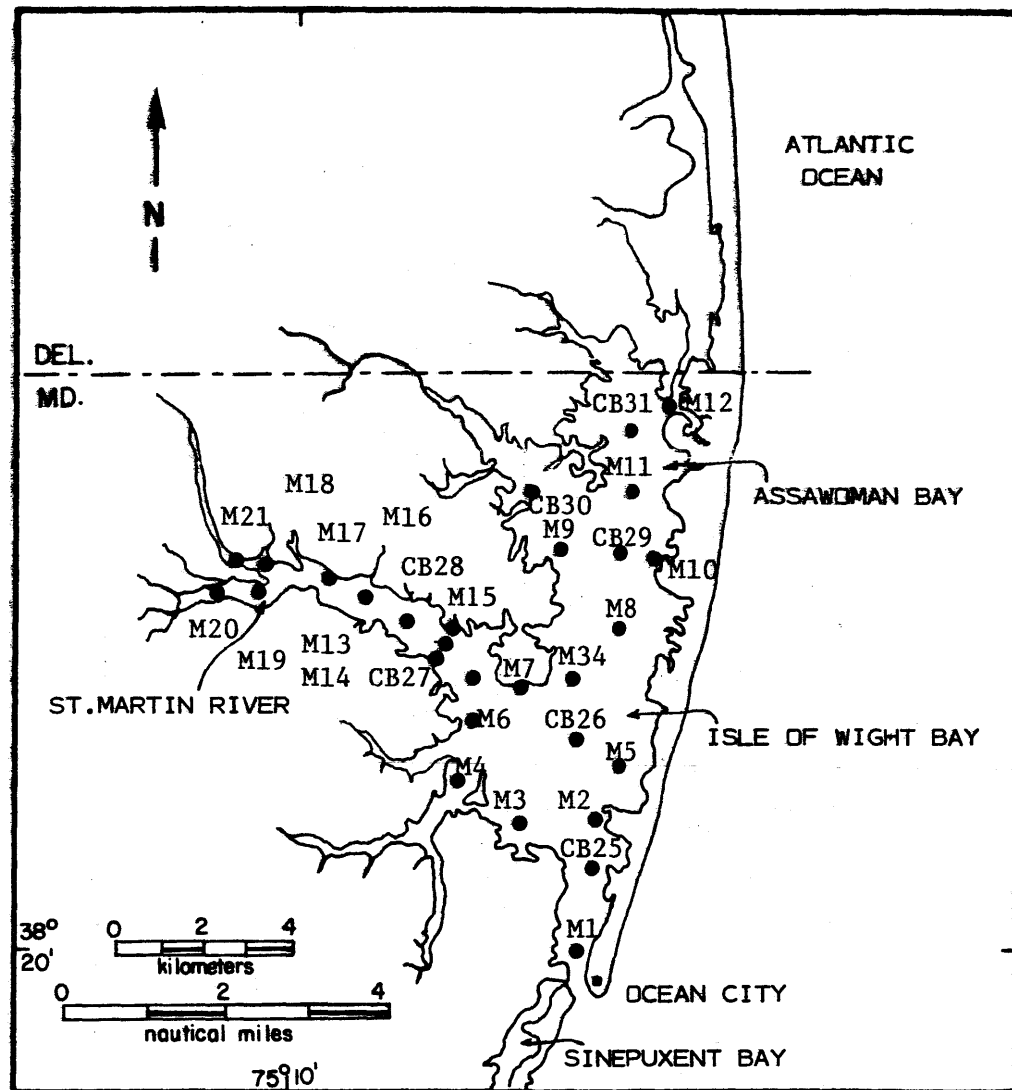 ATLANTIC
OCEAN
N
DEL.
MD.
CB31
M12
M11
ASSAWOMAN BAY
M18
CB30
M21
M17
M16
M9
CB29
M10
CB28
M15
M8
M20
M19
M13
M14
CB27
M7
M34
ST.MARTIN RIVER
M6
CB26
ISLE OF WIGHT BAY
M4
M5
M3
M2
CB25
M1
38°
20'
0 2 4
kilometers
0 2 4
nautical miles
OCEAN CITY
SINEPUXENT BAY
75° 10'